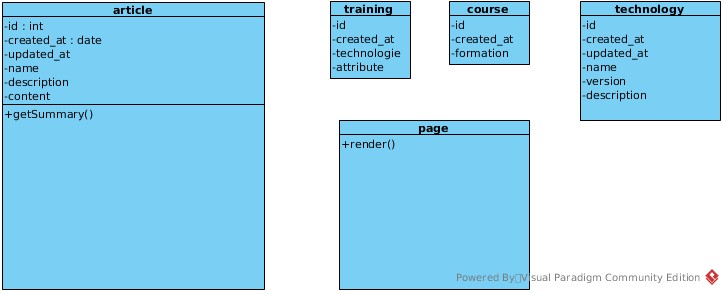 article
-id : int
-created_at : date
-updated_at
-name
-description
-content
+getSummary()
training
-id
-created_at
-technologie
-attribute
course
-id
-created_at
-formation
technology
-id
-created_at
-updated_at
-name
-version
-description
page
+render()
Powered By Visual Paradigm Community Edition